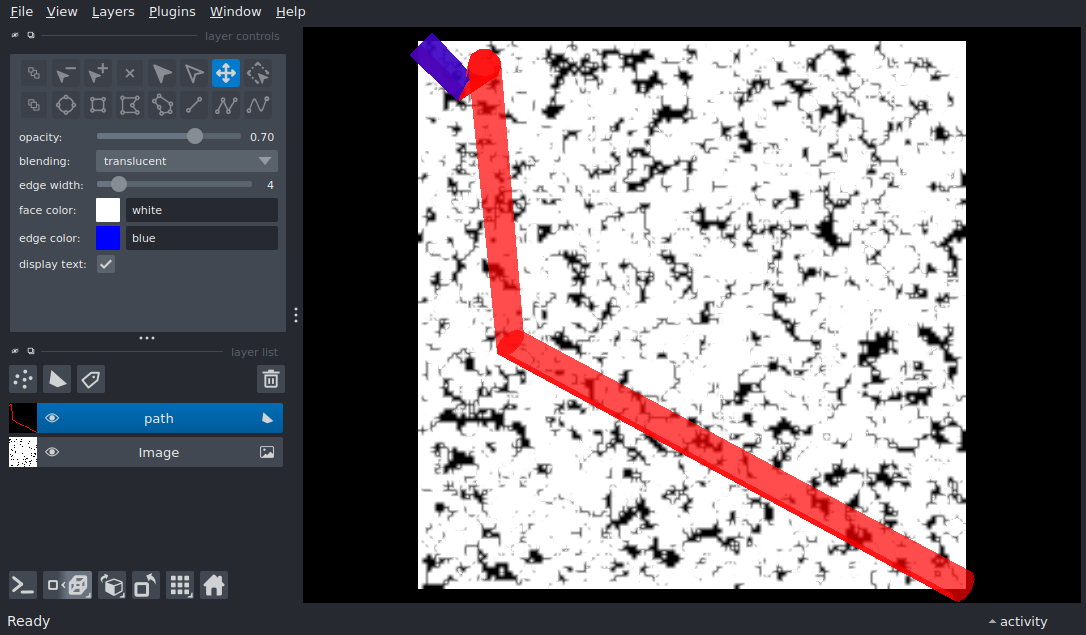 File View Layers Plugins Window Help
layer controls
opacity: 0.70
blending: translucent
edge width: 4
face color: white
edge color: blue
display text:
layer list
path
Image
Ready activity